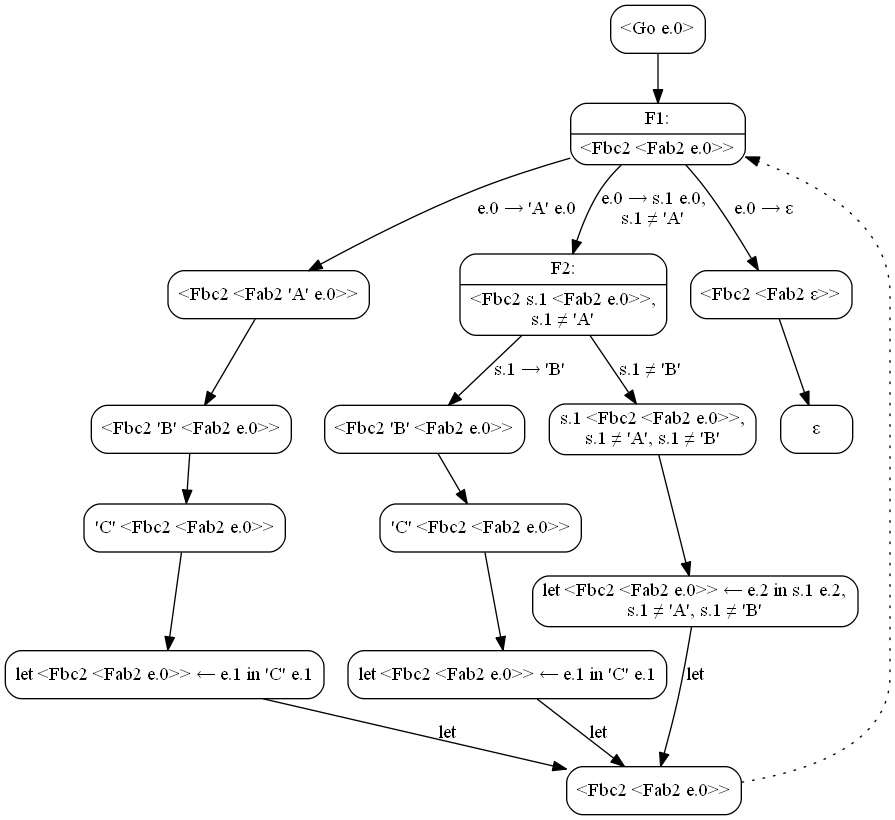 <Go e.0>
F1:
<Fbc2 <Fab2 e.0>>
e.0 → 'A' e.0
e.0 → s.1 e.0,
s.1 ≠ 'A'
e.0 → ε
<Fbc2 <Fab2 'A' e.0>>
F2:
<Fbc2 s.1 <Fab2 e.0>>,
s.1 ≠ 'A'
<Fbc2 <Fab2 ε>>
s.1 → 'B'
s.1 ≠ 'B'
<Fbc2 'B' <Fab2 e.0>>
<Fbc2 'B' <Fab2 e.0>>
s.1 <Fbc2 <Fab2 e.0>>,
s.1 ≠ 'A', s.1 ≠ 'B'
ε
'C' <Fbc2 <Fab2 e.0>>
'C' <Fbc2 <Fab2 e.0>>
let <Fbc2 <Fab2 e.0>> ← e.2 in s.1 e.2,
s.1 ≠ 'A', s.1 ≠ 'B'
let <Fbc2 <Fab2 e.0>> ← e.1 in 'C' e.1
let <Fbc2 <Fab2 e.0>> ← e.1 in 'C' e.1
let
let
let
<Fbc2 <Fab2 e.0>>